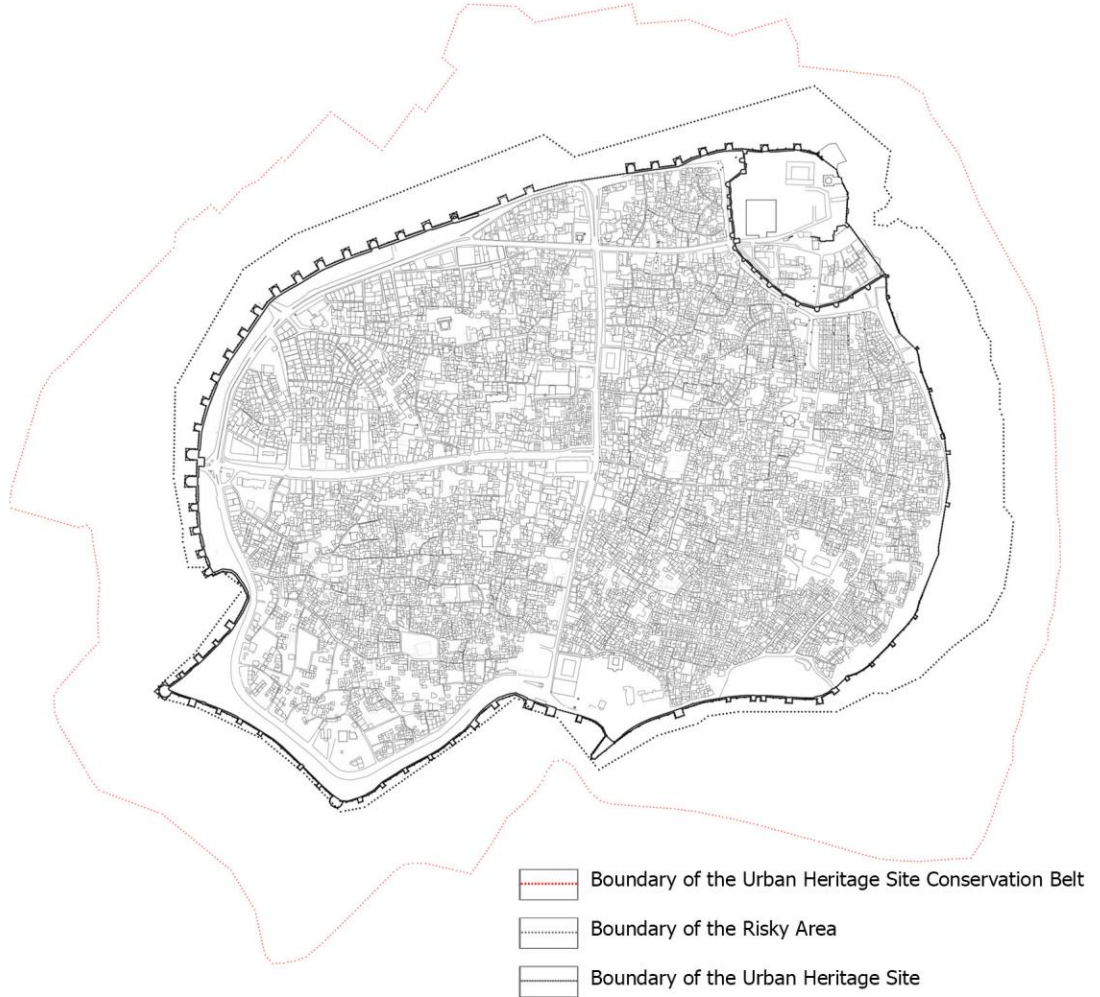 Boundary of the Urban Heritage Site Conservation Belt
Boundary of the Risky Area
Boundary of the Urban Heritage Site